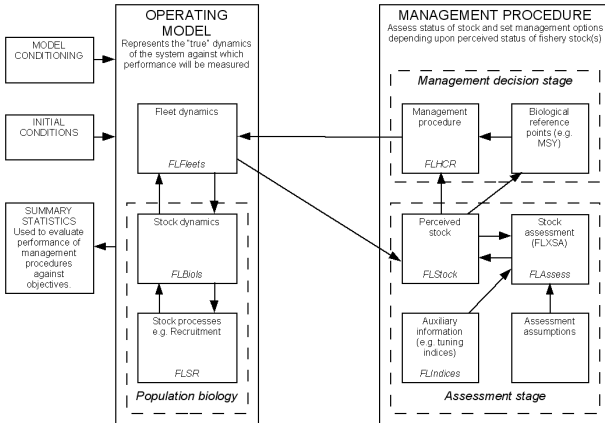 OPERATING
MODEL
Represents the "true" dynamics
of the system against which
performance will be measured
MANAGEMENT PROCEDURE
Assess status of stock and set management options
depending upon perceived status of fishery stock(s)
MODEL
CONDITIONING
INITIAL
CONDITIONS
SUMMARY
STATISTICS
Used to evaluate
performance of
management
procedures
against
objectives.
Fleet dynamics
FLFleets
Stock dynamics
FLBiols
Stock processes
e.g. Recruitment
FLSR
Population biology
Management decision stage
Management
procedure
FLHCR
Biological
reference
points (e.g.
MSY)
Perceived
stock
FLStock
Stock
assessment
(FLXSA)
FLAssess
Auxiliary
information
(e.g. tuning
indices)
FLIndices
Assessment
assumptions
Assessment stage